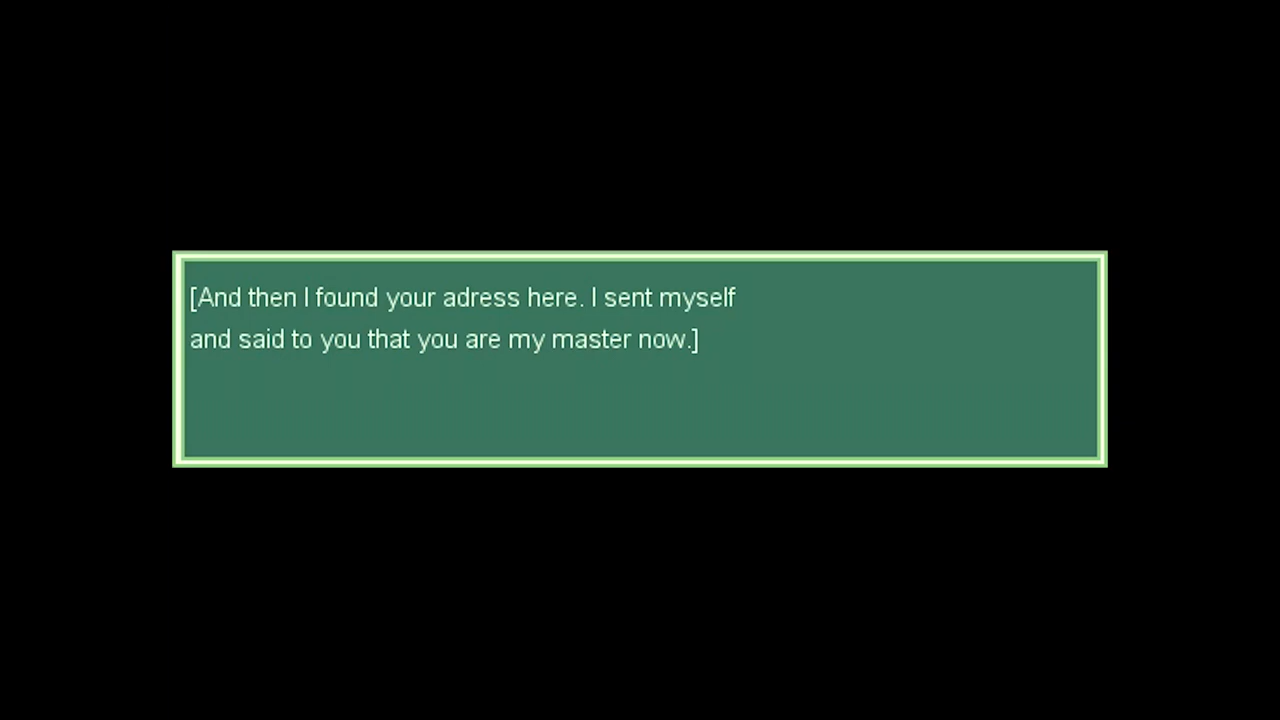 [And then I found your adress here. I sent myself
and said to you that you are my master now.]